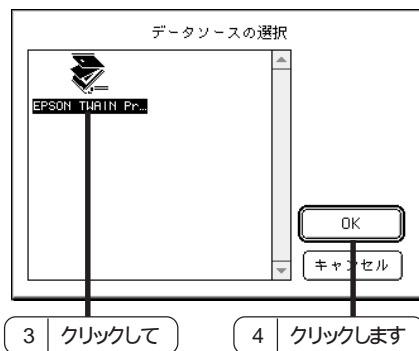 データソースの選択
EPSON TWAIN Pr…
OK
キャンセル
3 クリックして
4 クリックします